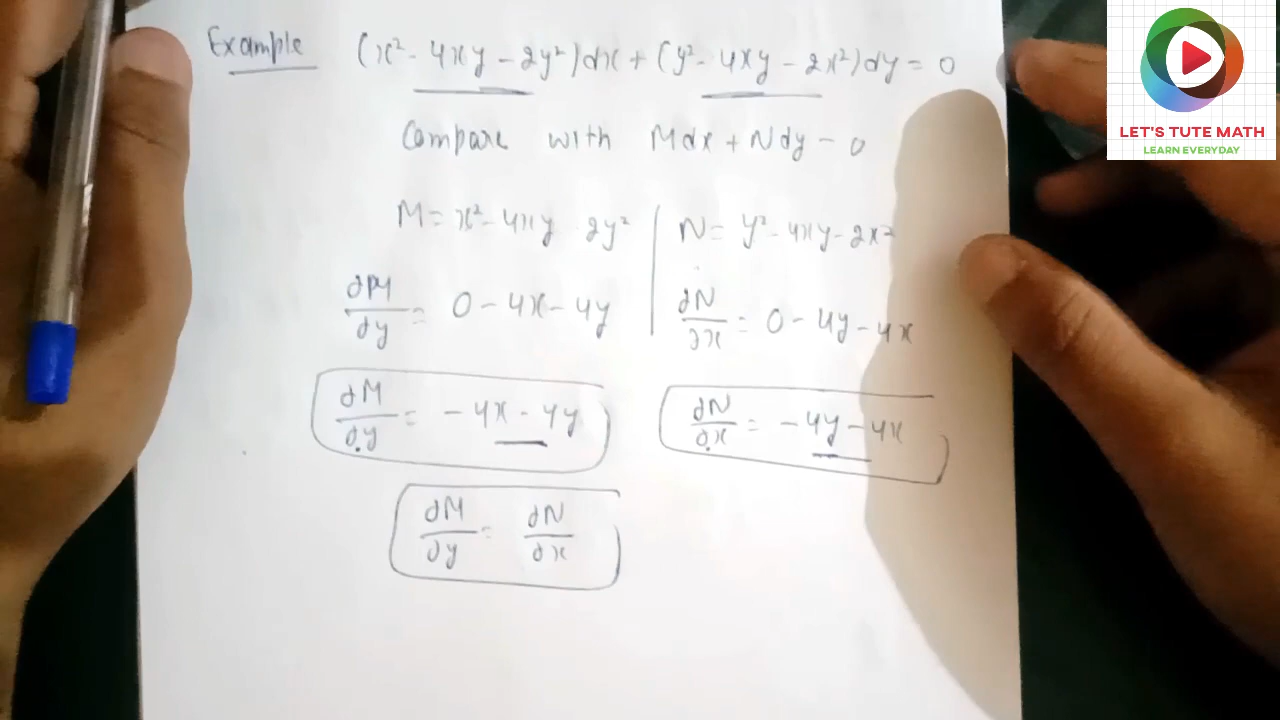 Example (x² - 4xy - 2y²)dx + (y² - 4xy - 2x²)dy = 0
Compare with Mdx + Ndy - 0
M = x² - 4xy - 2y² | N = y² - 4xy - 2x²
∂M/∂y = 0 - 4x - 4y | ∂N/∂x = 0 - 4y - 4x
∂M/∂y = - 4x - 4y ∂N/∂x = - 4y - 4x
∂M/∂y = ∂N/∂x
LET'S TUTE MATH
LEARN EVERYDAY